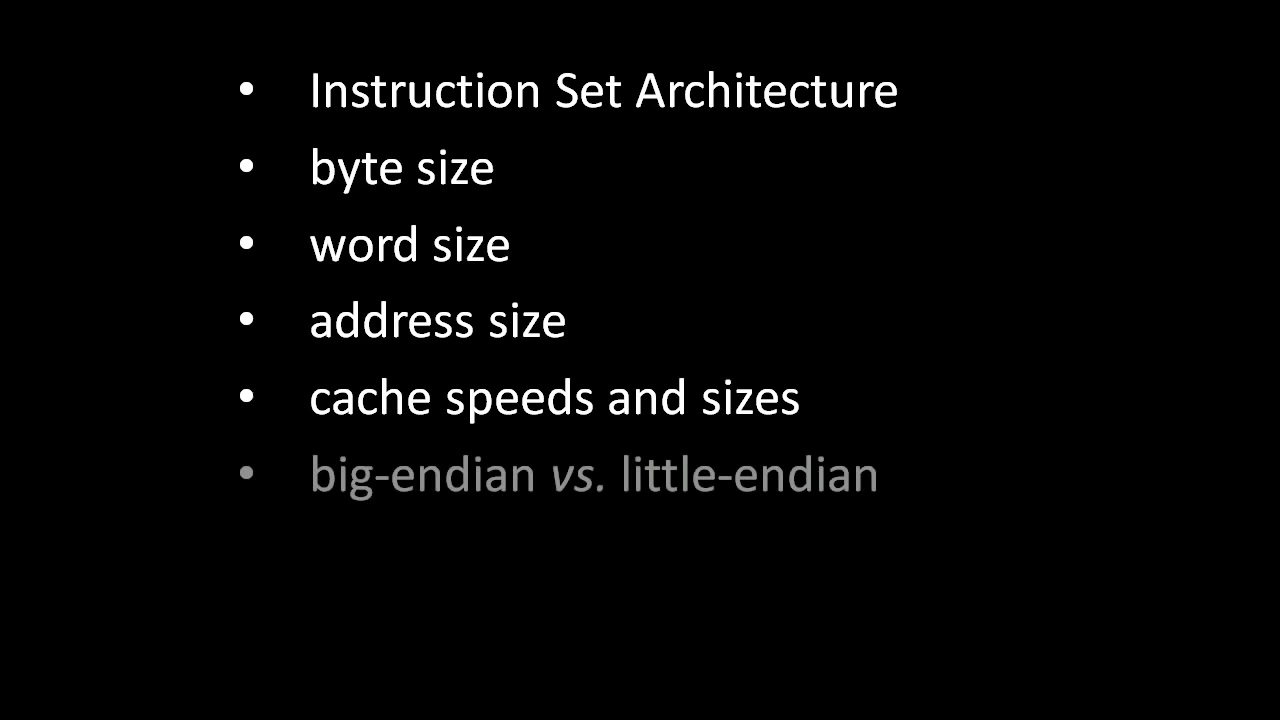 • Instruction Set Architecture
• byte size
• word size
• address size
• cache speeds and sizes
• big-endian vs. little-endian